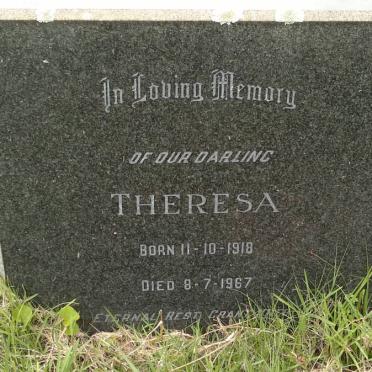 In Loving Memory
OF OUR DARLING
THERESA
BORN 11-10-1918
DIED 8-7-1967
ETERNAL REST GRANT